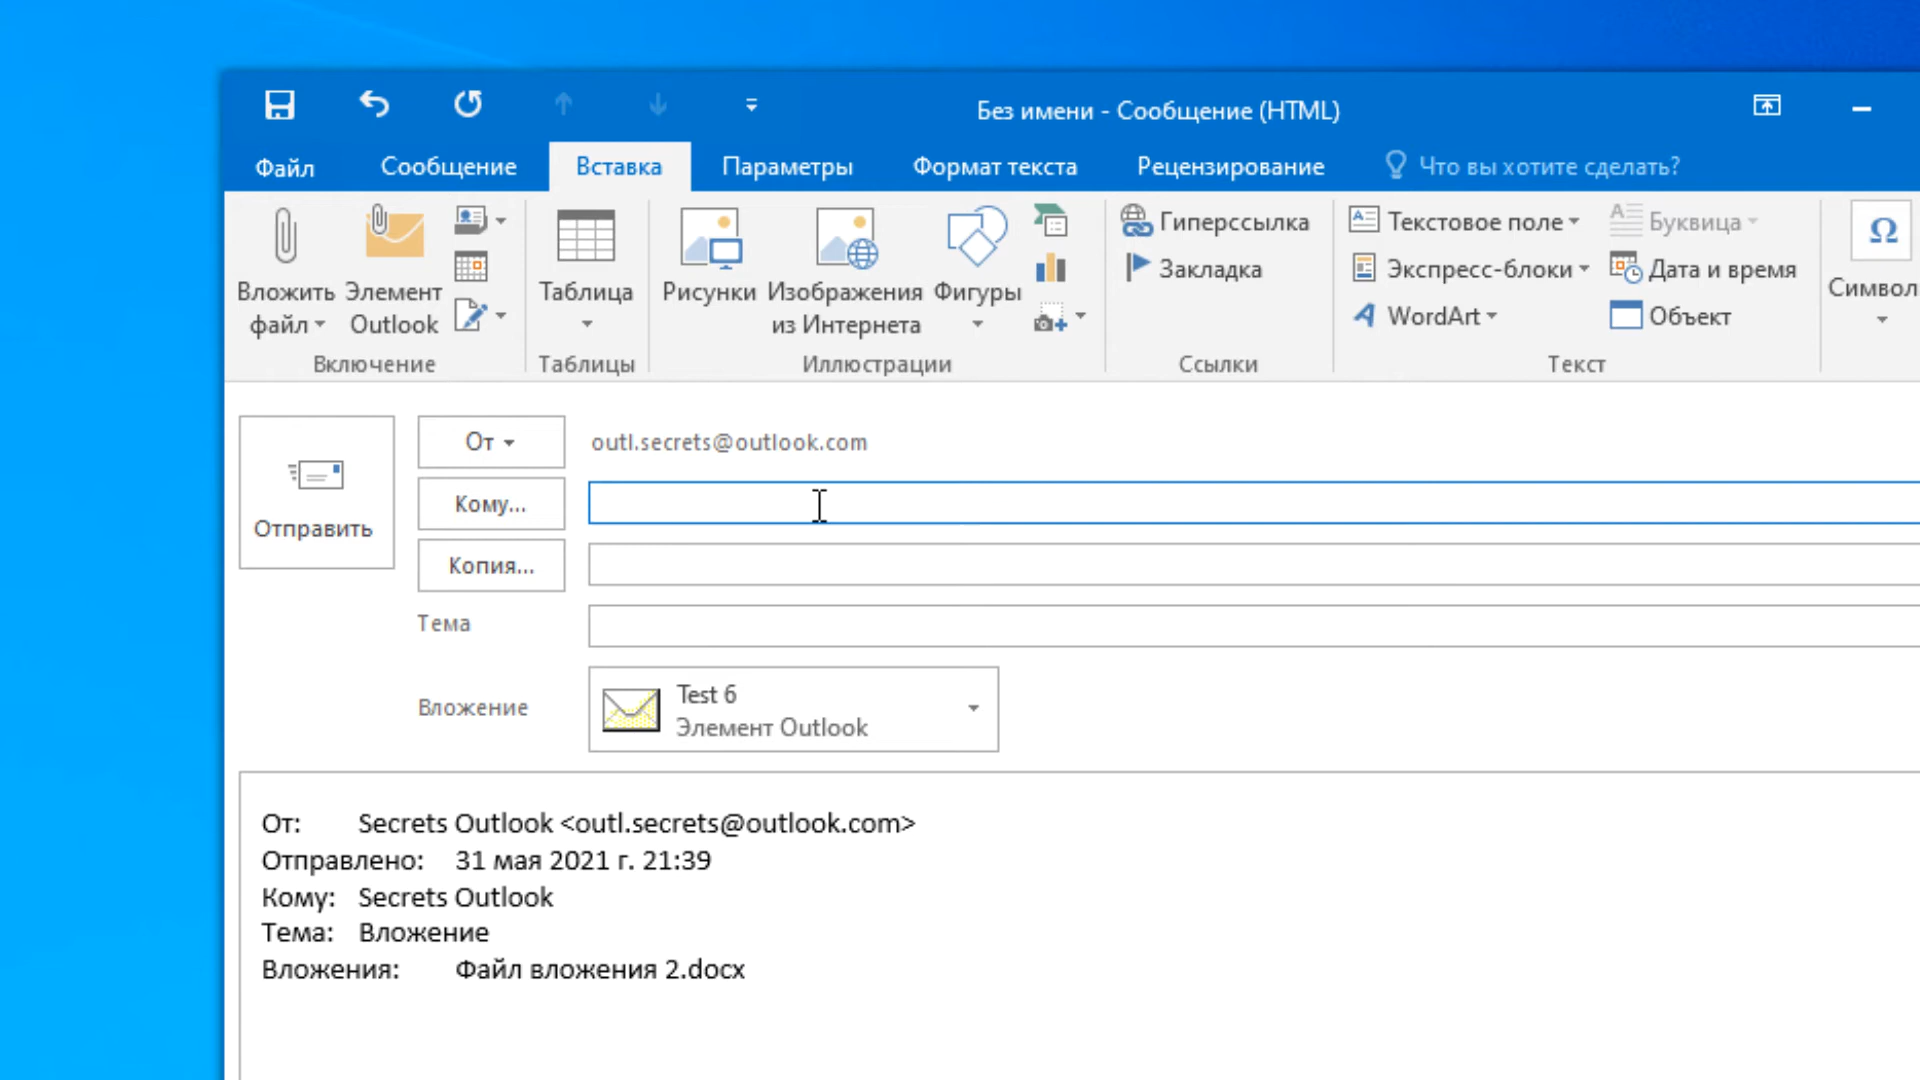 Без имени - Сообщение (HTML)
Файл Сообщение Вставка Параметры Формат текста Рецензирование Что вы хотите сделать?
Вложить файл
Элемент Outlook
Включение
Таблица
Таблицы
Рисунки
Изображения из Интернета
Фигуры
Иллюстрации
Гиперссылка
Закладка
Ссылки
Текстовое поле
Экспресс-блоки
WordArt
Буквица
Дата и время
Объект
Текст
Символ
Отправить
От outl.secrets@outlook.com
Кому...
Копия...
Тема
Вложение
Test 6
Элемент Outlook
От: Secrets Outlook <outl.secrets@outlook.com>
Отправлено: 31 мая 2021 г. 21:39
Кому: Secrets Outlook
Тема: Вложение
Вложения: Файл вложения 2.docx